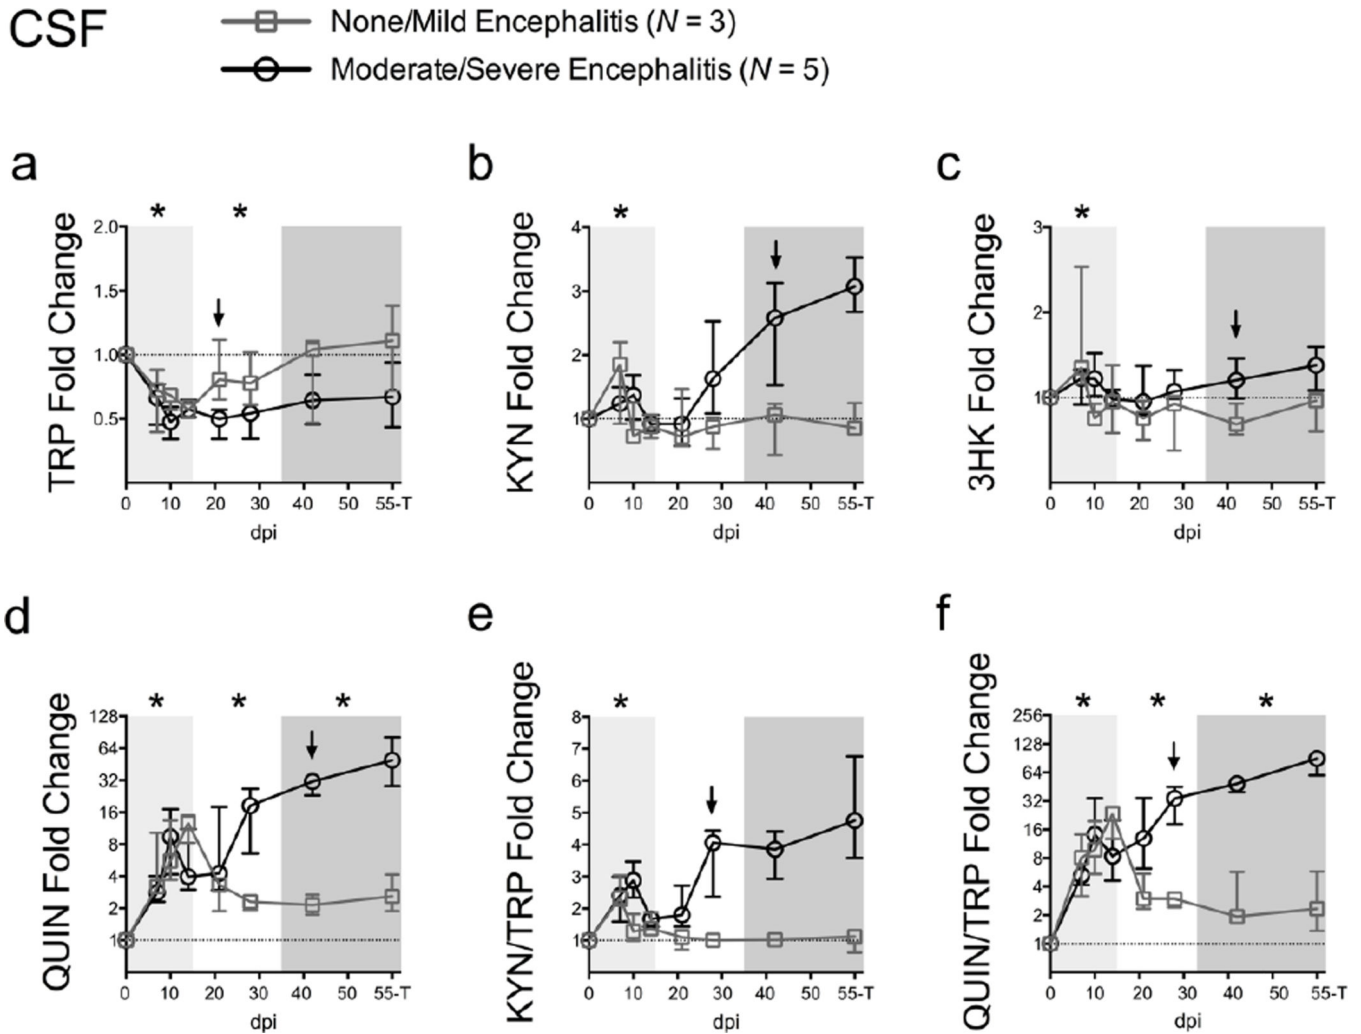 CSF
None/Mild Encephalitis (N = 3)
Moderate/Severe Encephalitis (N = 5)
a
TRP Fold Change
* *
2.0
1.5
1.0
0.5
0 10 20 30 40 50 55-T
dpi
b
KYN Fold Change
*
4
3
2
1
0 10 20 30 40 50 55-T
dpi
c
3HK Fold Change
*
3
2
1
0 10 20 30 40 50 55-T
dpi
d
QUIN Fold Change
* * *
128
64
32
16
8
4
2
1
0 10 20 30 40 50 55-T
dpi
e
KYN/TRP Fold Change
*
8
7
6
5
4
3
2
1
0 10 20 30 40 50 55-T
dpi
f
QUIN/TRP Fold Change
* * *
256
128
64
32
16
8
4
2
1
0 10 20 30 40 50 55-T
dpi